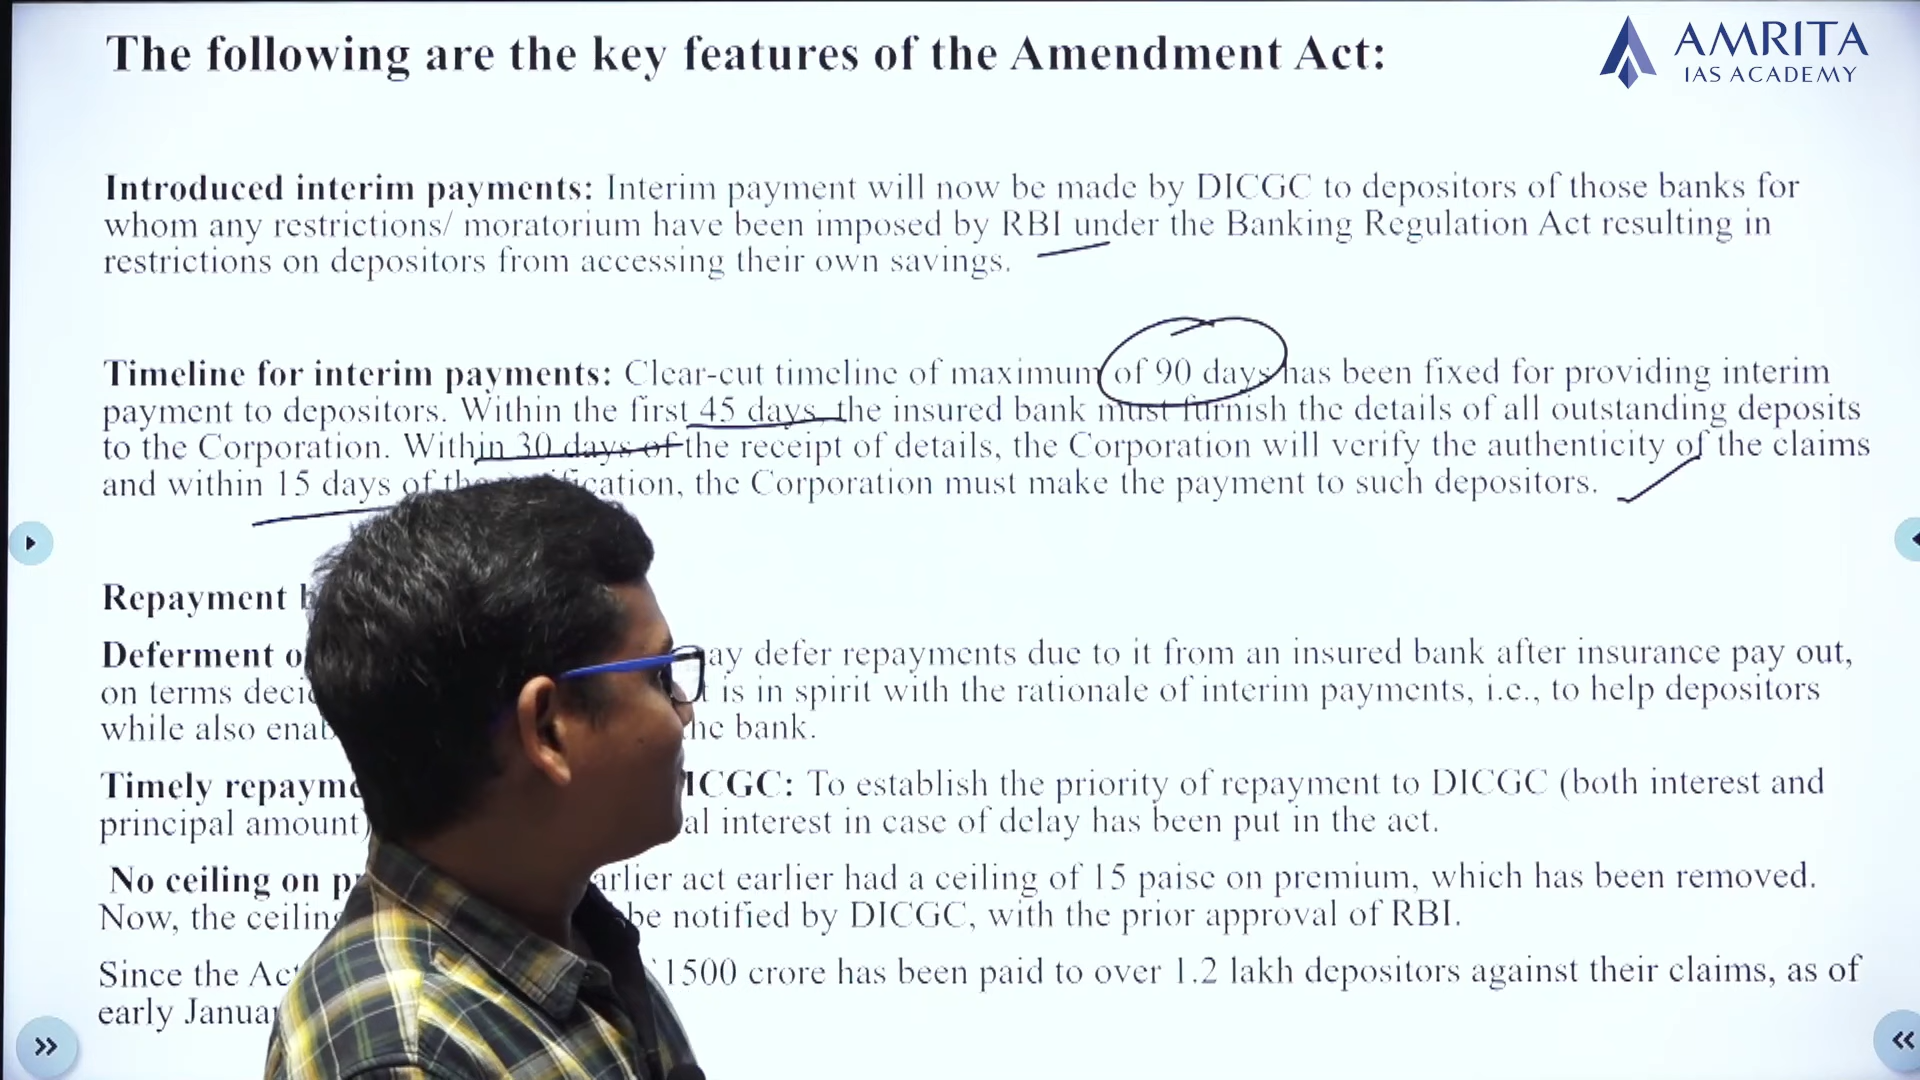 The following are the key features of the Amendment Act:
AMRITA
IAS ACADEMY
Introduced interim payments: Interim payment will now be made by DICGC to depositors of those banks for
whom any restrictions/ moratorium have been imposed by RBI under the Banking Regulation Act resulting in
restrictions on depositors from accessing their own savings.
Timeline for interim payments: Clear-cut timeline of maximum of 90 days has been fixed for providing interim
payment to depositors. Within the first 45 days, the insured bank must furnish the details of all outstanding deposits
to the Corporation. Within 30 days of the receipt of details, the Corporation will verify the authenticity of the claims
and within 15 days of the, the Corporation must make the payment to such depositors.
Repayment
Deferment defer repayments due to it from an insured bank after insurance pay out,
on terms is in spirit with the rationale of interim payments, i.e., to help depositors
while also the bank.
Timely DICGC: To establish the priority of repayment to DICGC (both interest and
principal amount) interest in case of delay has been put in the act.
No ceiling on act earlier had a ceiling of 15 paise on premium, which has been removed.
Now, the be notified by DICGC, with the prior approval of RBI.
Since the `1500 crore has been paid to over 1.2 lakh depositors against their claims, as of
early